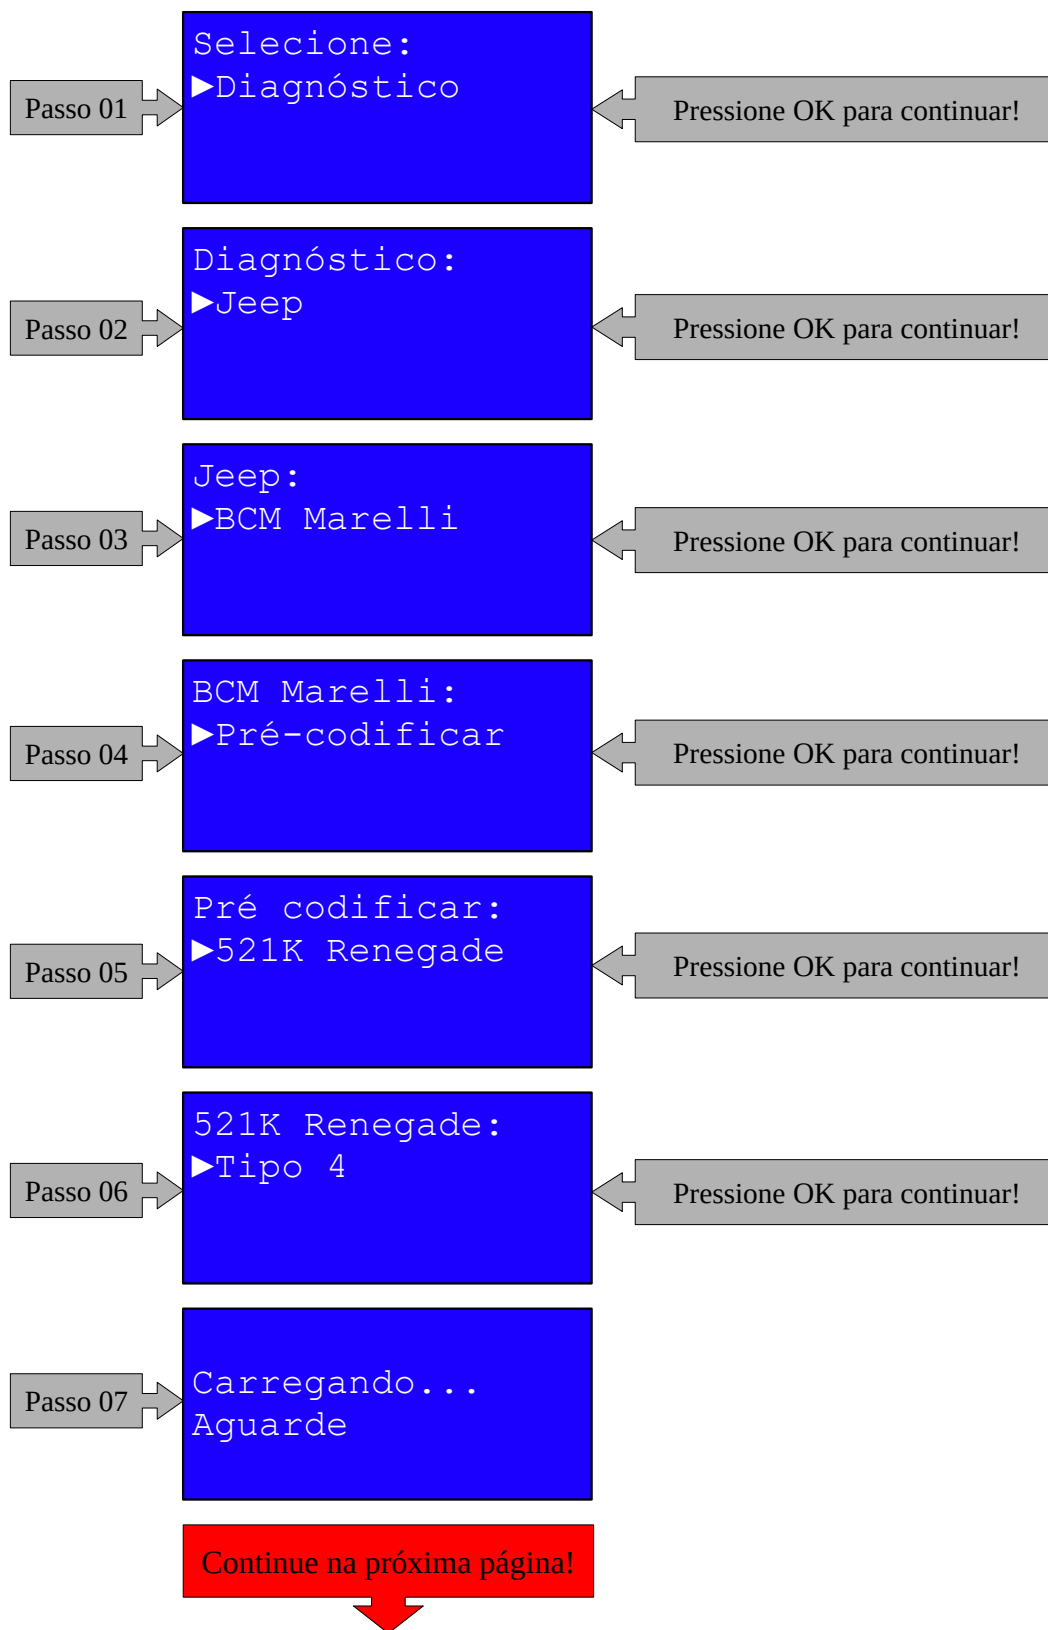 Passo 01
Selecione:
►Diagnóstico
Pressione OK para continuar!
Passo 02
Diagnóstico:
►Jeep
Pressione OK para continuar!
Passo 03
Jeep:
►BCM Marelli
Pressione OK para continuar!
Passo 04
BCM Marelli:
►Pré-codificar
Pressione OK para continuar!
Passo 05
Pré codificar:
►521K Renegade
Pressione OK para continuar!
Passo 06
521K Renegade:
►Tipo 4
Pressione OK para continuar!
Passo 07
Carregando...
Aguarde
Continue na próxima página!